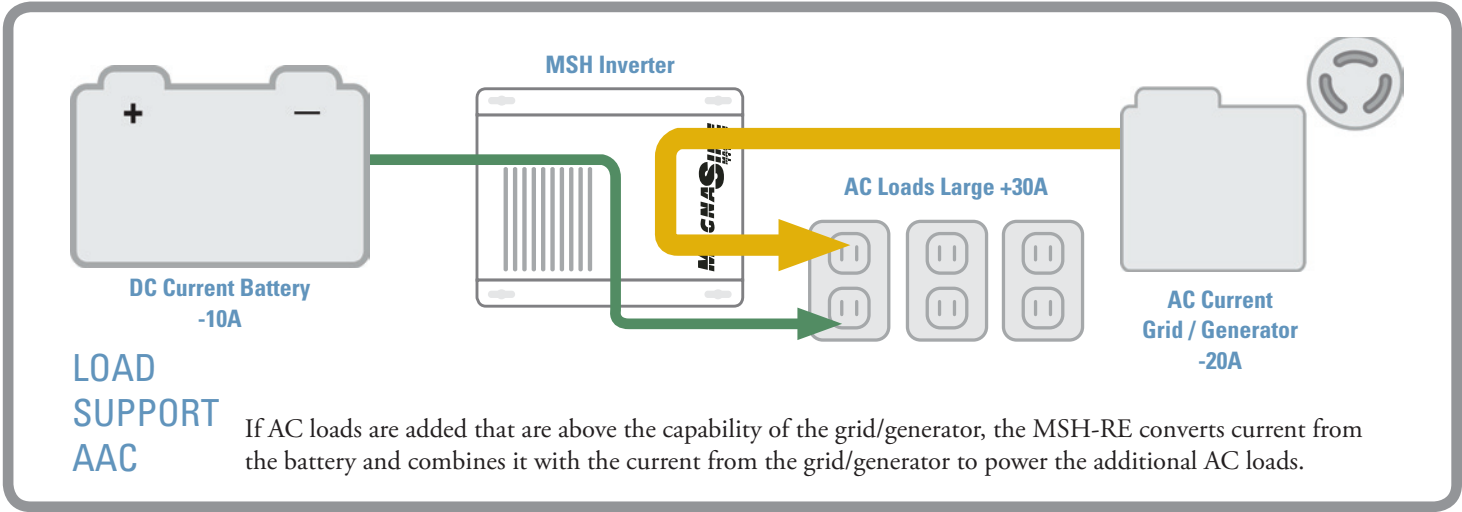 MSH Inverter
+
—
AC Loads Large +30A
DC Current Battery
-10A
AC Current
Grid / Generator
-20A
LOAD
SUPPORT
AAC
If AC loads are added that are above the capability of the grid/generator, the MSH-RE converts current from
the battery and combines it with the current from the grid/generator to power the additional AC loads.